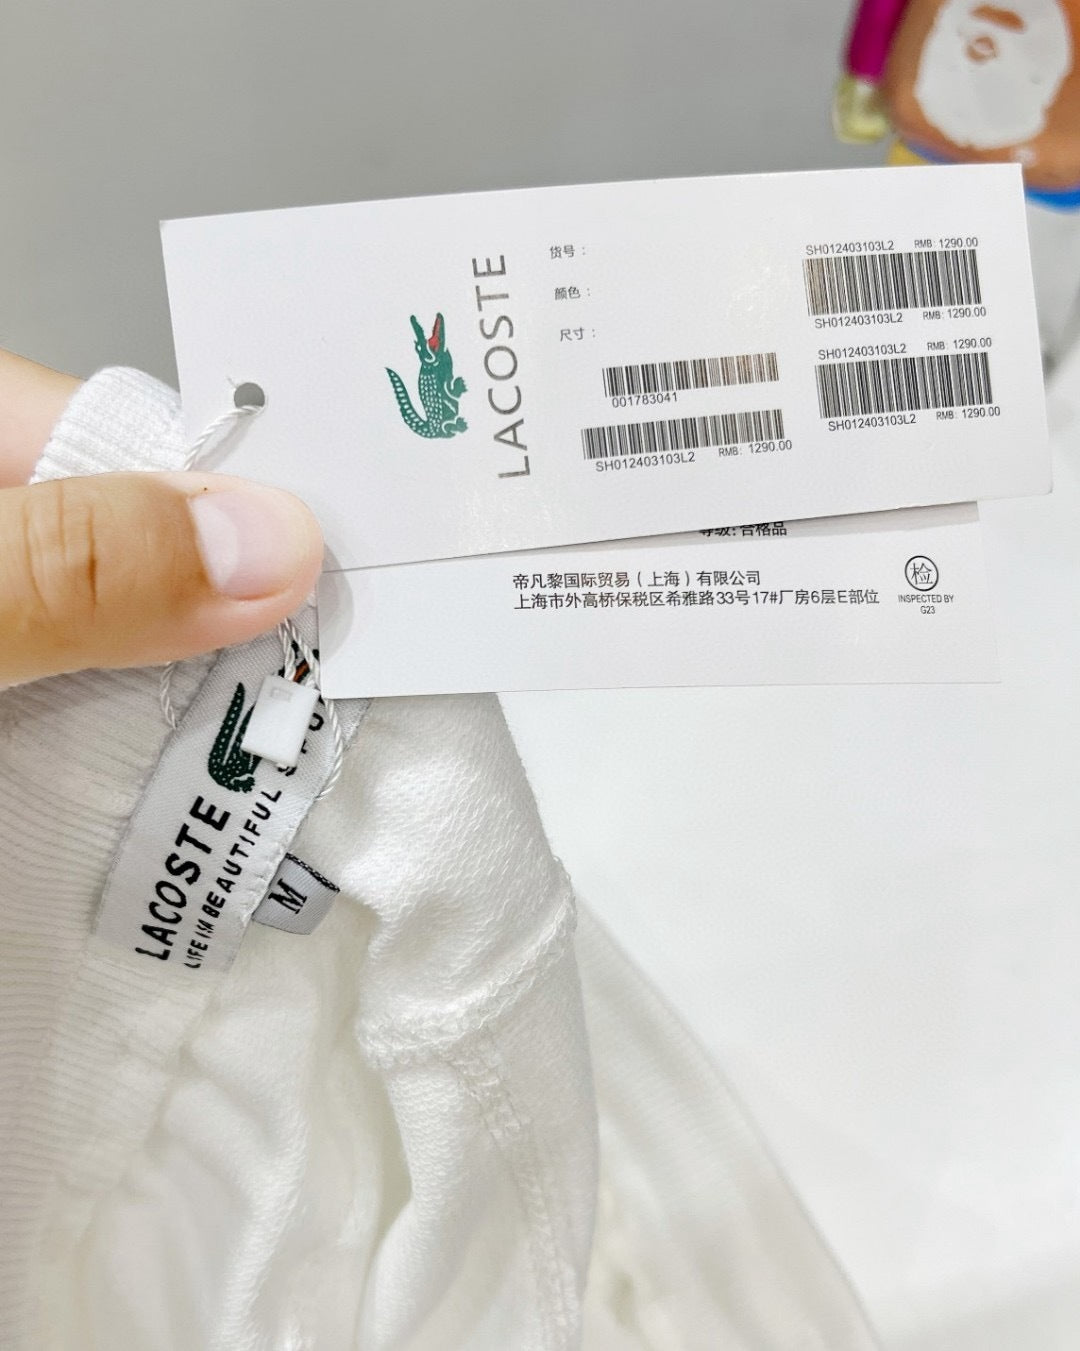 LACOSTE
货号：
颜色：
尺寸：
001783041
SH012403103L2 RMB: 1290.00
SH012403103L2 RMB: 1290.00
SH012403103L2 RMB: 1290.00
SH012403103L2 RMB: 1290.00
SH012403103L2 RMB: 1290.00
等级: 合格品
帝凡黎国际贸易（上海）有限公司
上海市外高桥保税区希雅路33号17#厂房6层E部位
检
INSPECTED BY
G23
LACOSTE
LIFE IS A BEAUTIFUL
M